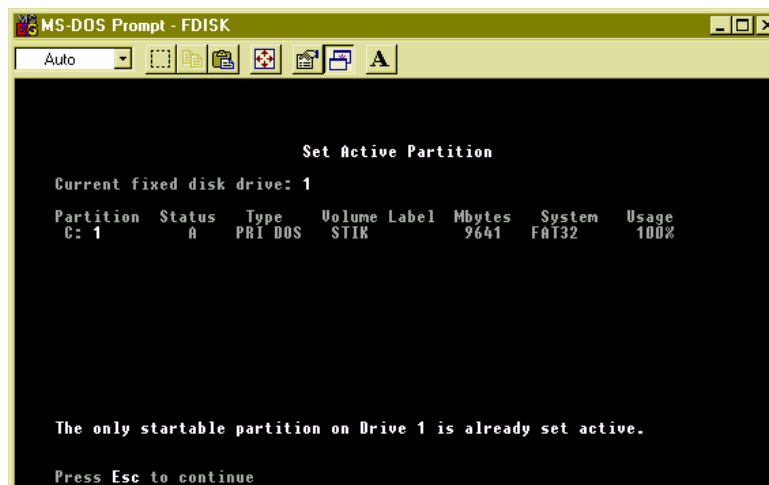 MS-DOS Prompt - FDISK
Auto
A
Set Active Partition
Current fixed disk drive: 1
Partition Status Type Volume Label Mbytes System Usage
C: 1 A PRI DOS STIK 9641 FAT32 100%
The only startable partition on Drive 1 is already set active.
Press Esc to continue